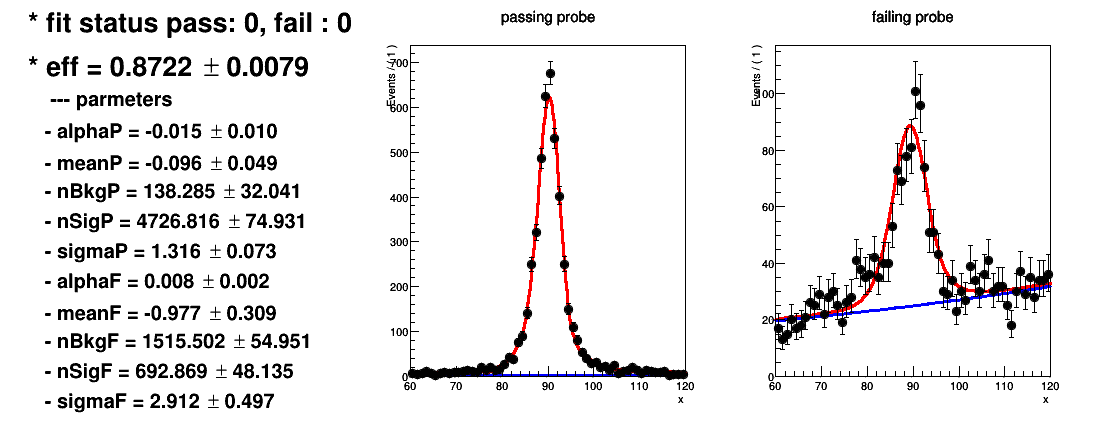 * fit status pass: 0, fail : 0
* eff = 0.8722 ± 0.0079
--- parmeters
- alphaP = -0.015 ± 0.010
- meanP = -0.096 ± 0.049
- nBkgP = 138.285 ± 32.041
- nSigP = 4726.816 ± 74.931
- sigmaP = 1.316 ± 0.073
- alphaF = 0.008 ± 0.002
- meanF = -0.977 ± 0.309
- nBkgF = 1515.502 ± 54.951
- nSigF = 692.869 ± 48.135
- sigmaF = 2.912 ± 0.497
passing probe
Events / ( 1 )
700
600
500
400
300
200
100
0
60 70 80 90 100 110 120
x
failing probe
Events / ( 1 )
100
80
60
40
20
0
60 70 80 90 100 110 120
x